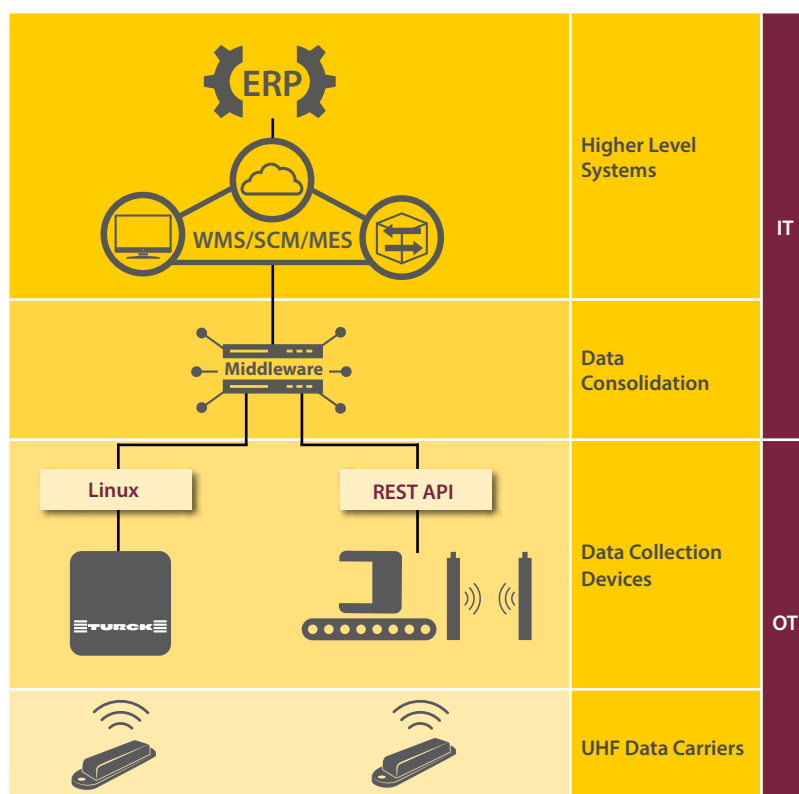 ERP
WMS/SCM/MES
Higher Level
Systems
IT
Middleware
Data
Consolidation
Linux
REST API
TURCK
Data Collection
Devices
OT
UHF Data Carriers